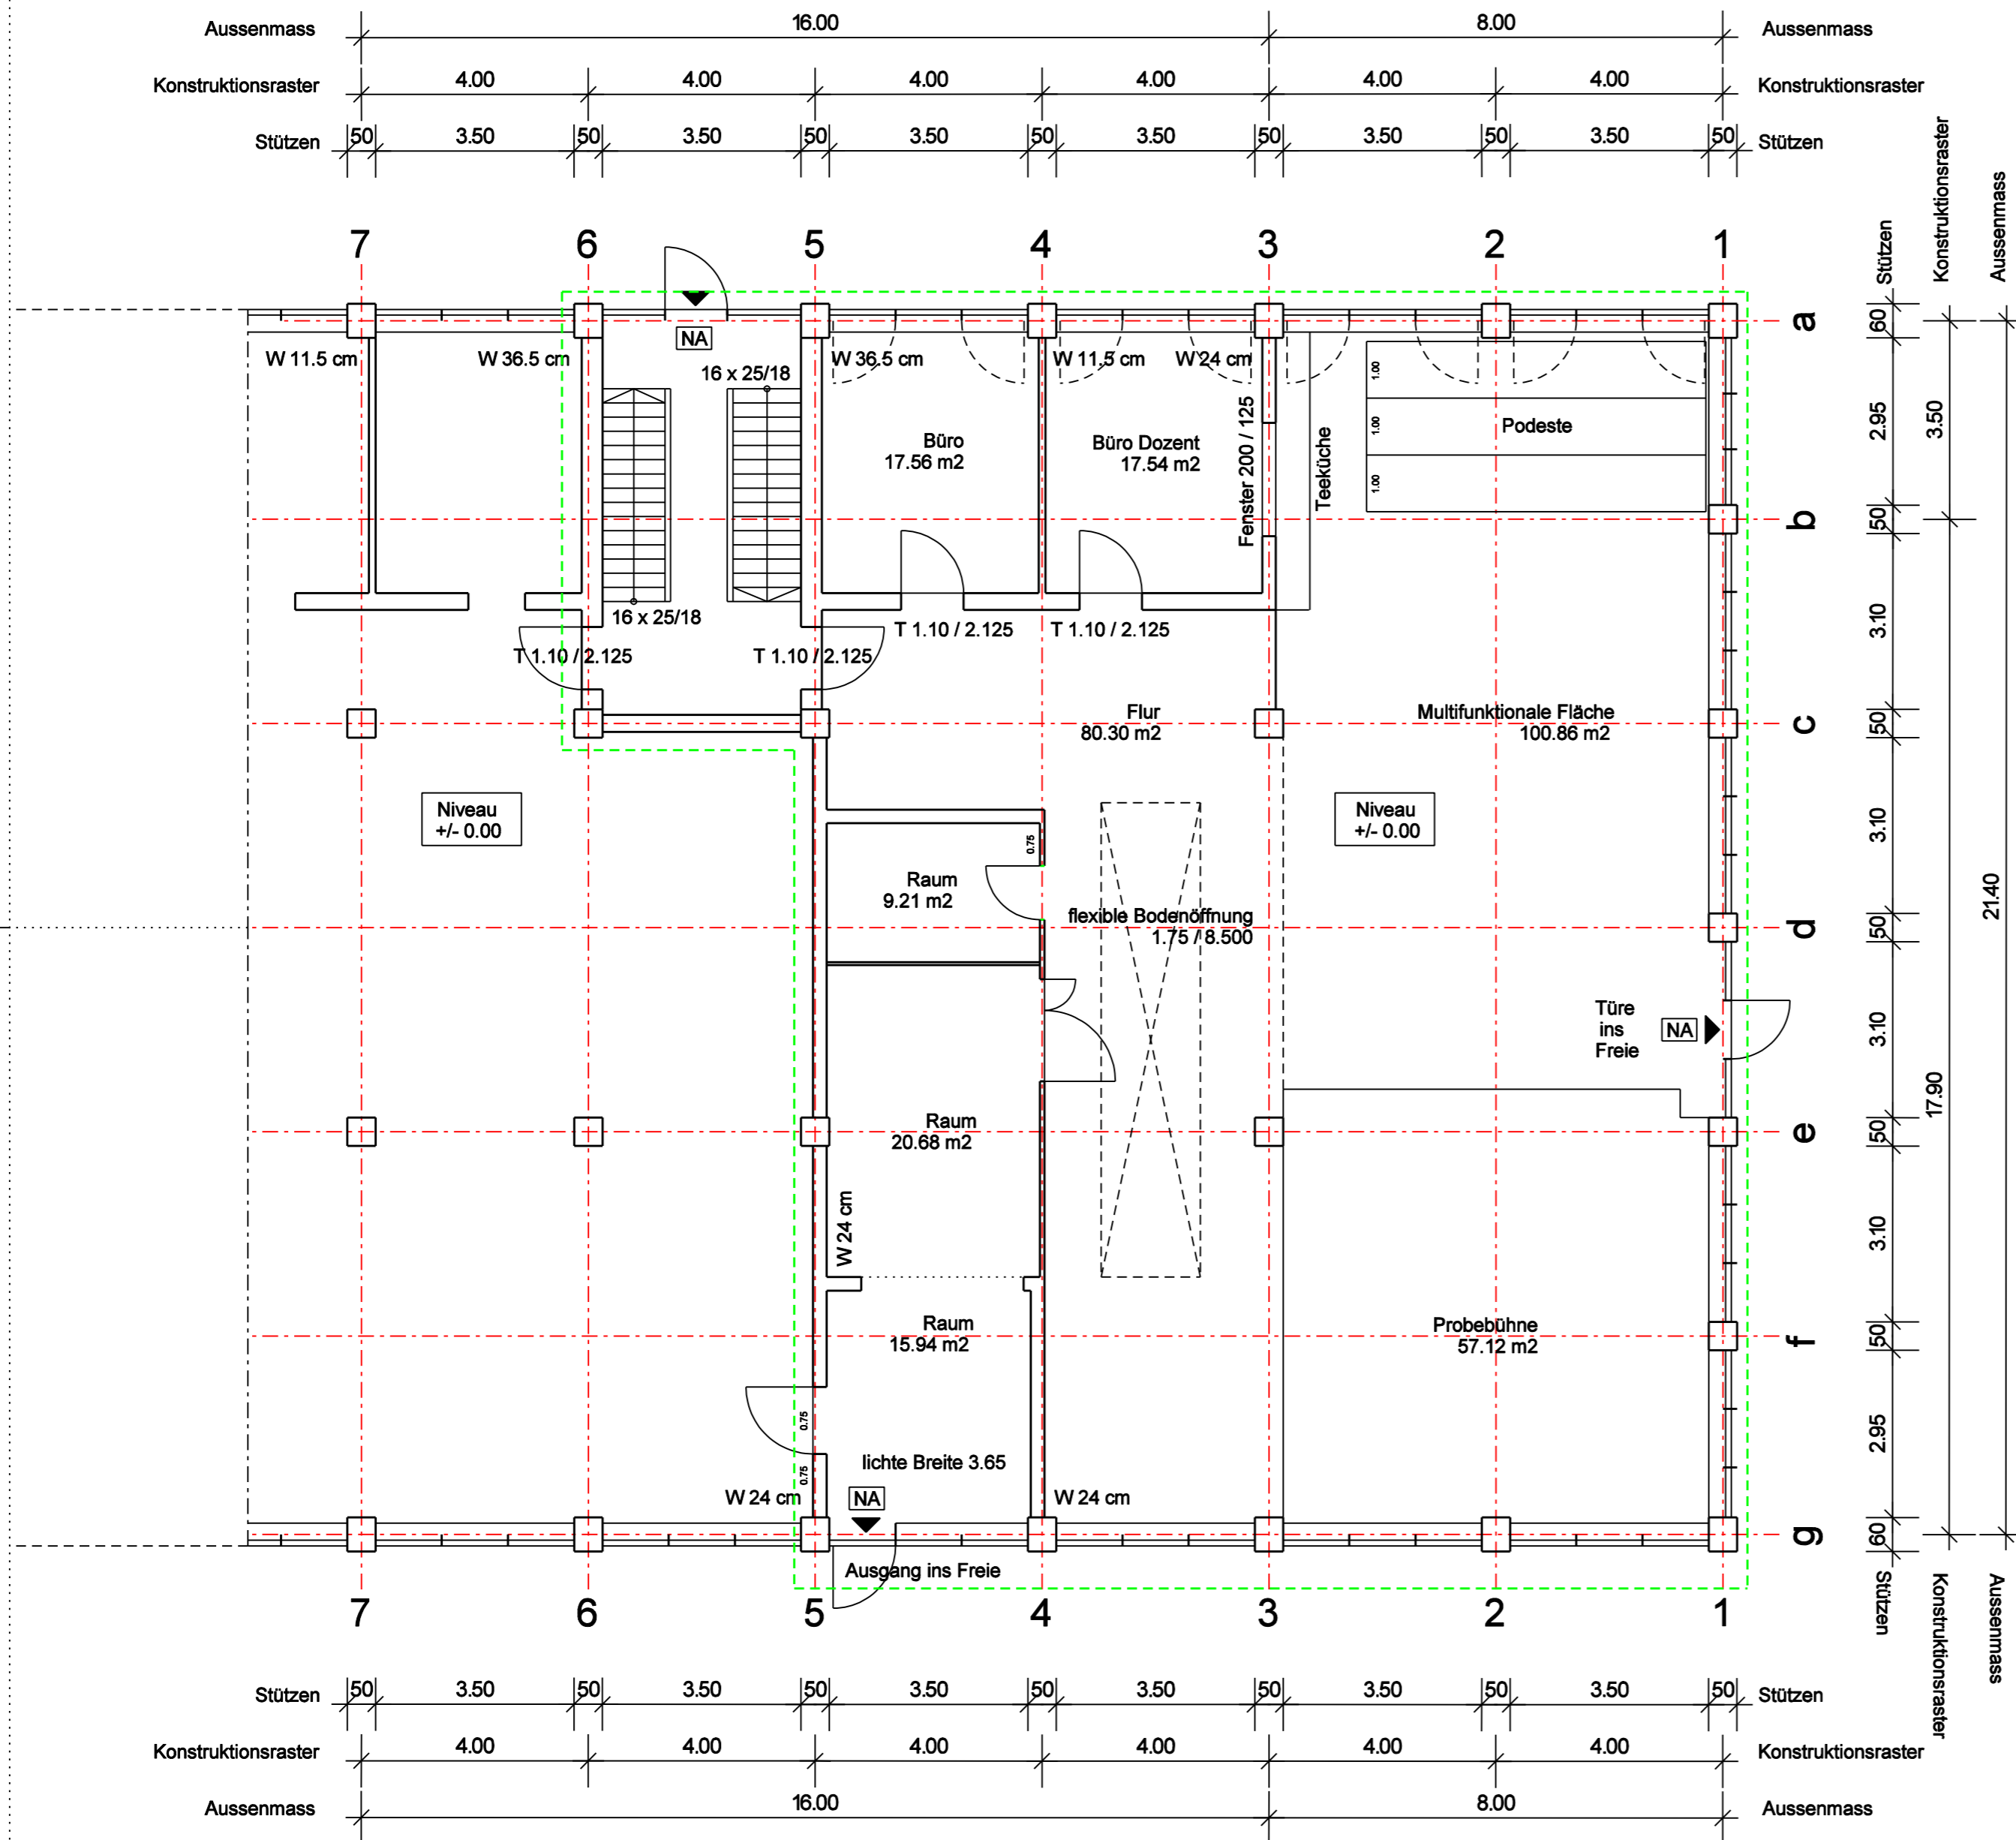 Aussenmass 16.00 8.00 Aussenmass
Konstruktionsraster 4.00 4.00 4.00 4.00 4.00 4.00 Konstruktionsraster
Stützen 50 3.50 50 3.50 50 3.50 50 3.50 50 3.50 50 3.50 50 Stützen
7 6 5 4 3 2 1
Stützen
Konstruktionsraster
Aussenmass
NA
W 11.5 cm W 36.5 cm W 36.5 cm W 11.5 cm W 24 cm
16 x 25/18
Büro
17.56 m2
Büro Dozent
17.54 m2
Fenster 200 / 125
Teeküche
1.00
1.00
1.00
Podeste
16 x 25/18
T 1.10 / 2.125 T 1.10 / 2.125
T 1.10 / 2.125 T 1.10 / 2.125
Flur
80.30 m2
Multifunktionale Fläche
100.86 m2
Niveau
+/- 0.00
Niveau
+/- 0.00
0.75
Raum
9.21 m2
flexible Bodenöffnung
1.75 / 8.500
Türe
ins
Freie
NA
Raum
20.68 m2
W 24 cm
Raum
15.94 m2
Probebühne
57.12 m2
0.75
0.75
lichte Breite 3.65
W 24 cm NA W 24 cm
Ausgang ins Freie
a
b
c
d
e
f
g
60
2.95
50
3.10
50
3.10
50
3.10
50
3.10
50
2.95
60
3.50
17.90
21.40
Stützen
Konstruktionsraster
Aussenmass
7 6 5 4 3 2 1
Stützen 50 3.50 50 3.50 50 3.50 50 3.50 50 3.50 50 3.50 50 Stützen
Konstruktionsraster 4.00 4.00 4.00 4.00 4.00 4.00 Konstruktionsraster
Aussenmass 16.00 8.00 Aussenmass